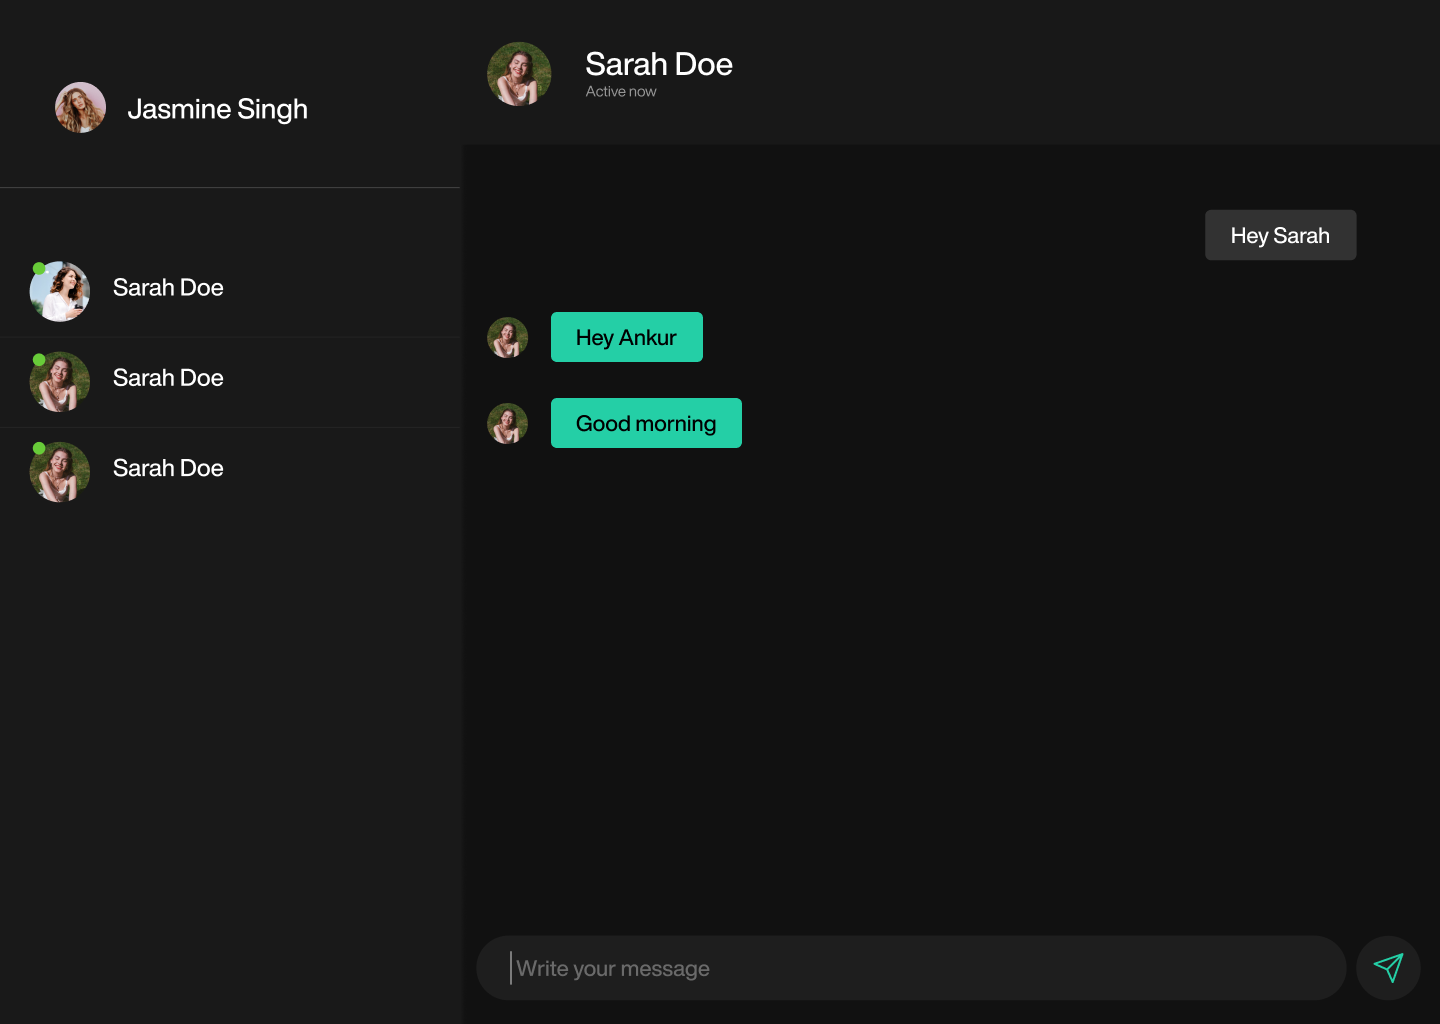 Jasmine Singh
Sarah Doe
Sarah Doe
Sarah Doe
Sarah Doe
Active now
Hey Sarah
Hey Ankur
Good morning
Write your message